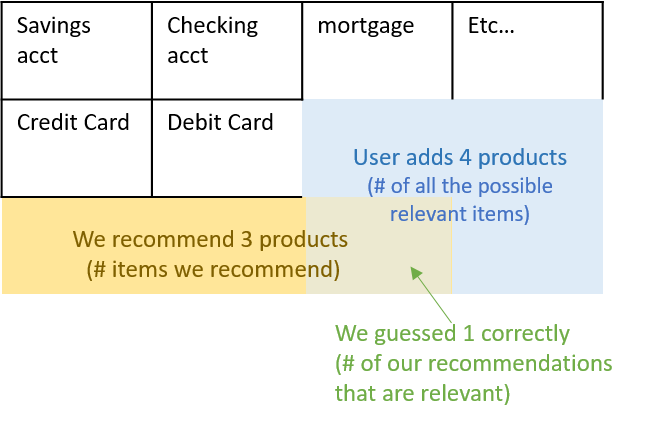 Savings
acct
Checking
acct
mortgage
Etc...
Credit Card
Debit Card
User adds 4 products
(# of all the possible
relevant items)
We recommend 3 products
(# items we recommend)
We guessed 1 correctly
(# of our recommendations
that are relevant)